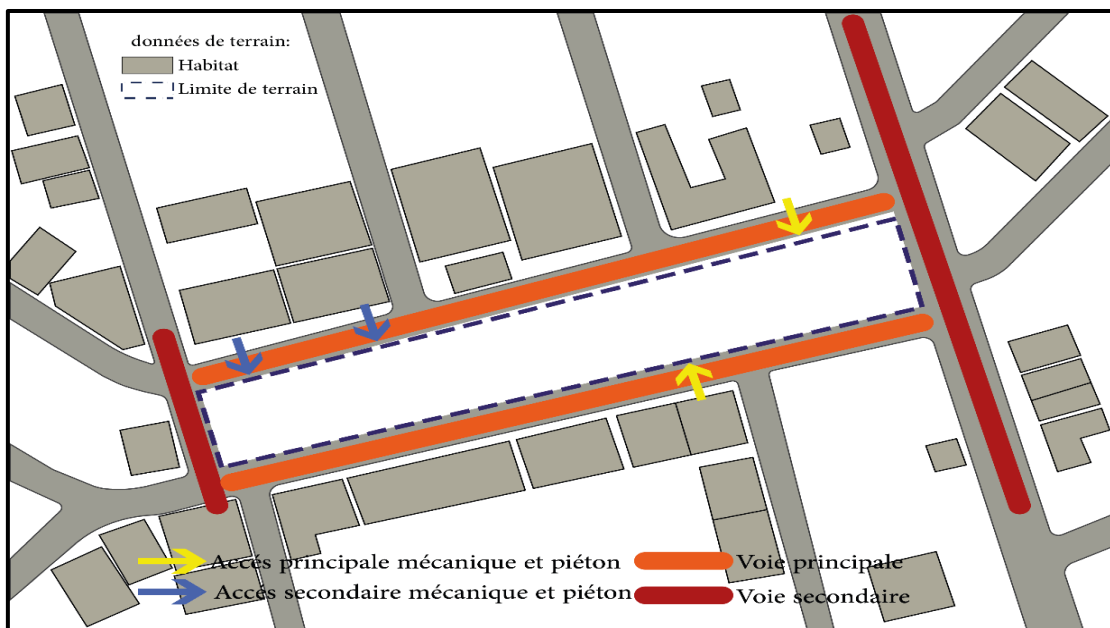 données de terrain:
Habitat
Limite de terrain
Accés principale mécanique et piéton
Voie principale
Accés secondaire mécanique et piéton
Voie secondaire